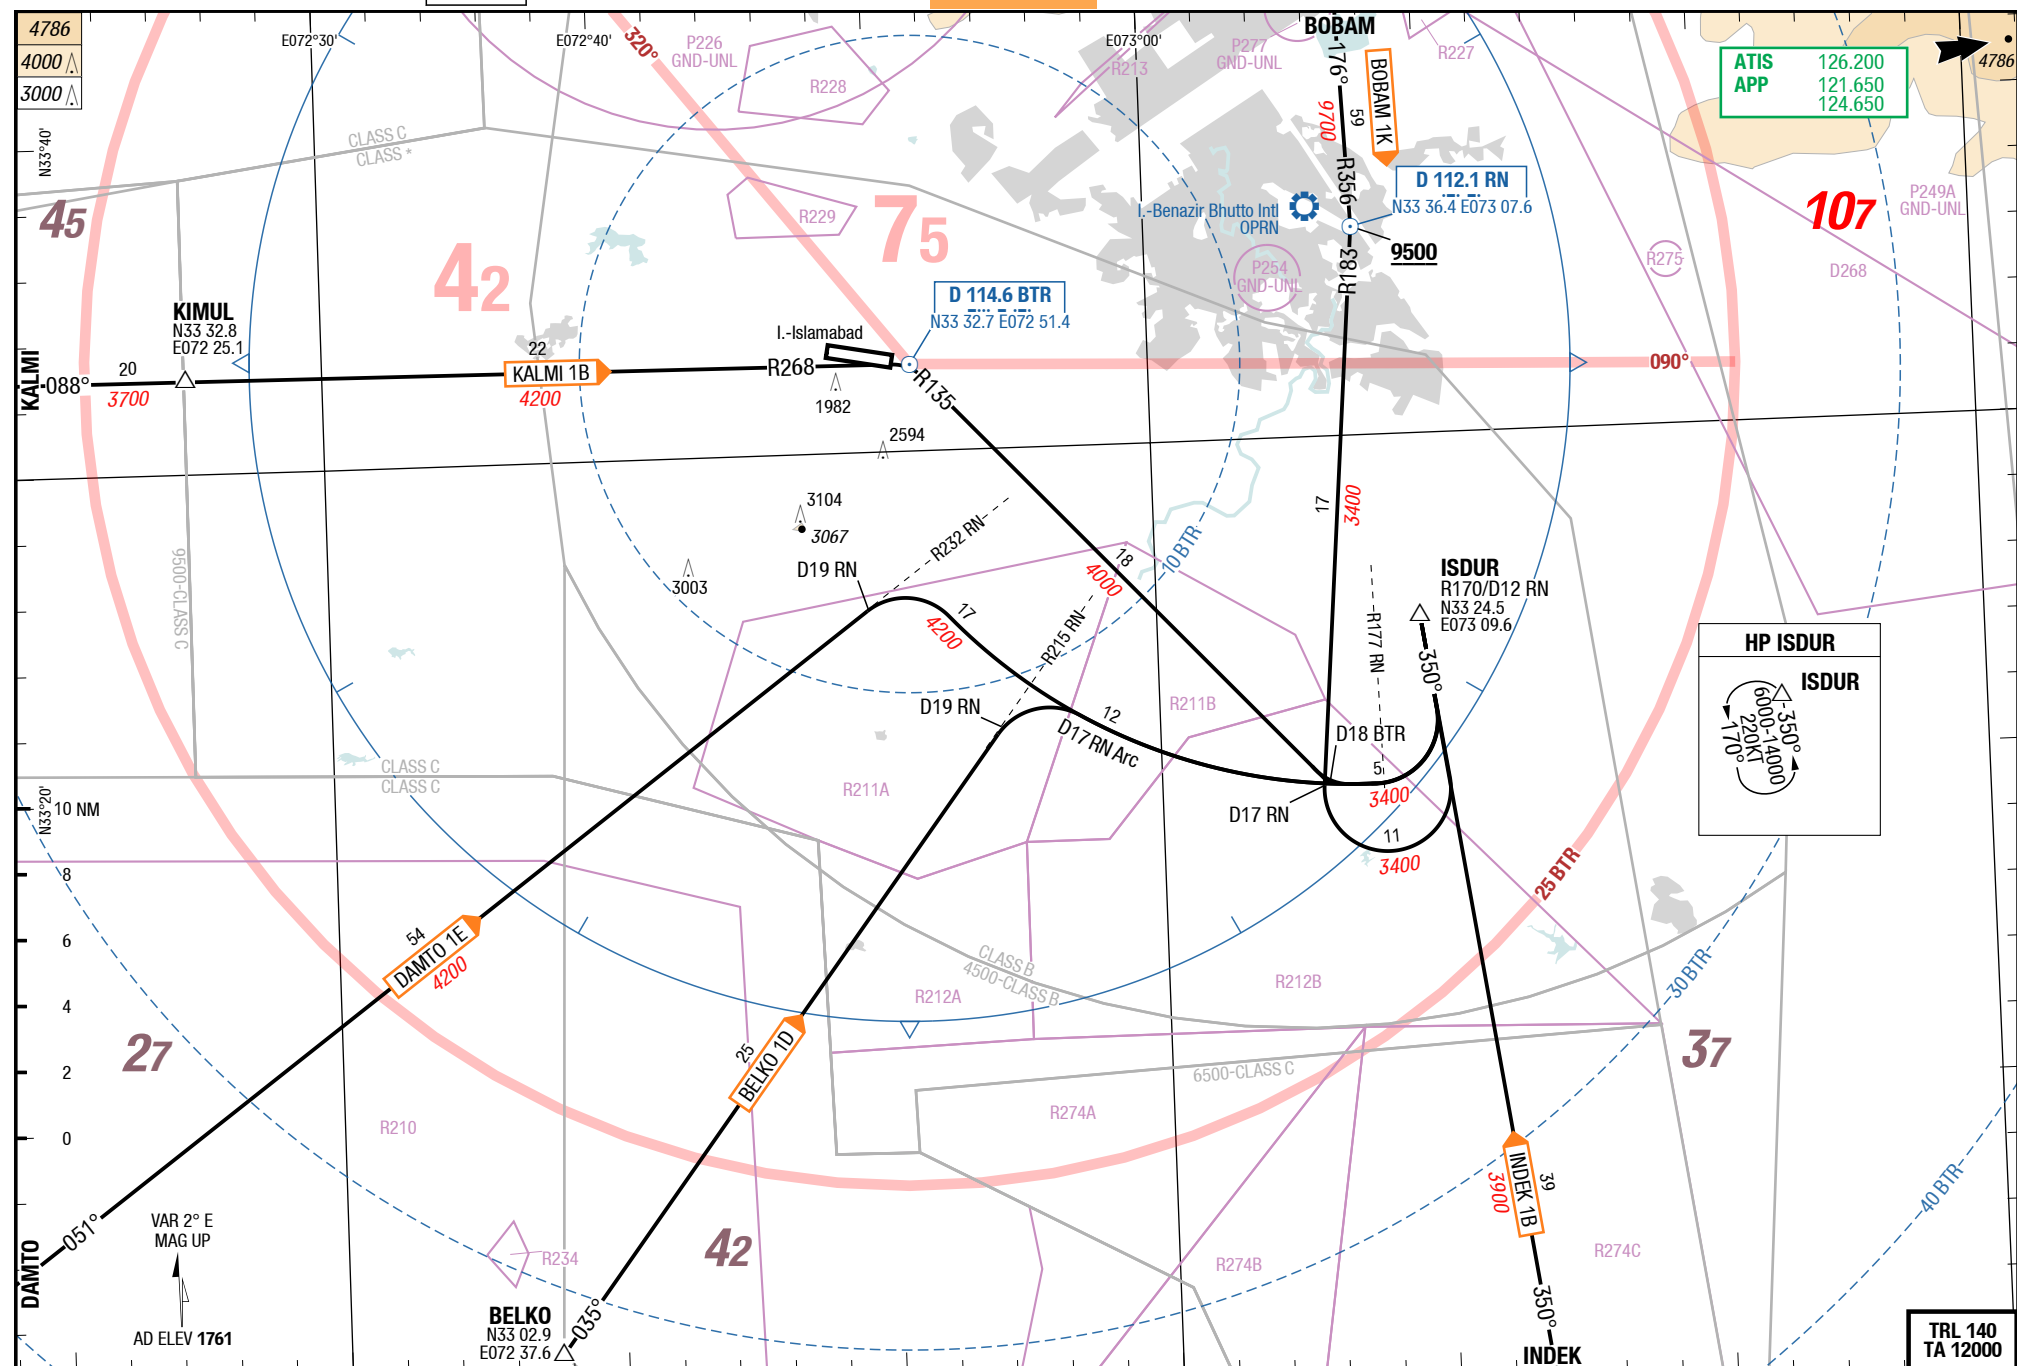 4786
4000
3000
E072°30'
E072°40'
E073°00'
320°
P226
GND-UNL
R228
R213
P277
GND-UNL
BOBAM
176°
R227
BOBAM 1K
59
9700
R356
ATIS 126.200
APP 121.650
124.650
4786
N33°40'
CLASS C
CLASS *
R229
45
42
75
107
P249A
GND-UNL
D 112.1 RN
N33 36.4 E073 07.6
I.-Benazir Bhutto Intl
OPRN
9500
P254
GND-UNL
R183
R275
D268
KIMUL
N33 32.8
E072 25.1
D 114.6 BTR
N33 32.7 E072 51.4
I.-Islamabad
KALMI
088°
20
3700
22
KALMI 1B
4200
R268
R135
090°
1982
2594
3104
3067
3003
17
3400
9500-CLASS C
R232 RN
D19 RN
10 BTR
18
4000
17
4200
R215 RN
R177 RN
ISDUR
R170/D12 RN
N33 24.5
E073 09.6
350°
HP ISDUR
ISDUR
350°
6000-14000
220KT
170°
D19 RN
12
D17 RN Arc
R211B
D18 BTR
5
3400
D17 RN
11
3400
R211A
CLASS C
CLASS C
N33°20'
10 NM
8
6
4
2
0
54
DAMTO 1E
4200
25 BTR
CLASS B
4500-CLASS B
R212A
R212B
30 BTR
27
37
25
BELKO 1D
6500-CLASS C
R274A
R210
39
INDEK 1B
3900
40 BTR
051°
DAMTO
VAR 2° E
MAG UP
AD ELEV 1761
R234
42
R274B
R274C
BELKO
N33 02.9
E072 37.6
035°
350°
INDEK
TRL 140
TA 12000